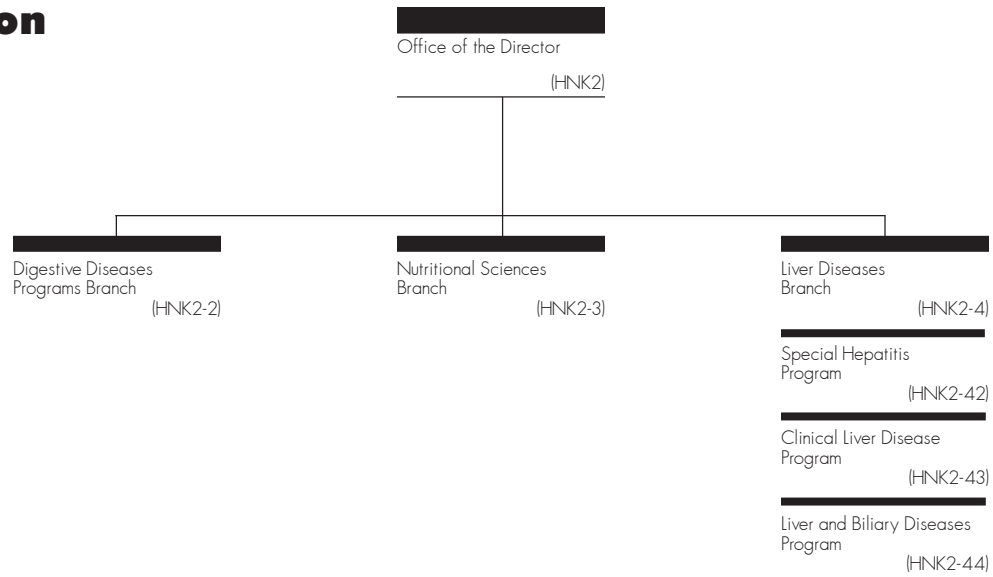 on
Office of the Director
(HNK2)
Digestive Diseases
Programs Branch
(HNK2-2)
Nutritional Sciences
Branch
(HNK2-3)
Liver Diseases
Branch
(HNK2-4)
Special Hepatitis
Program
(HNK2-42)
Clinical Liver Disease
Program
(HNK2-43)
Liver and Biliary Diseases
Program
(HNK2-44)